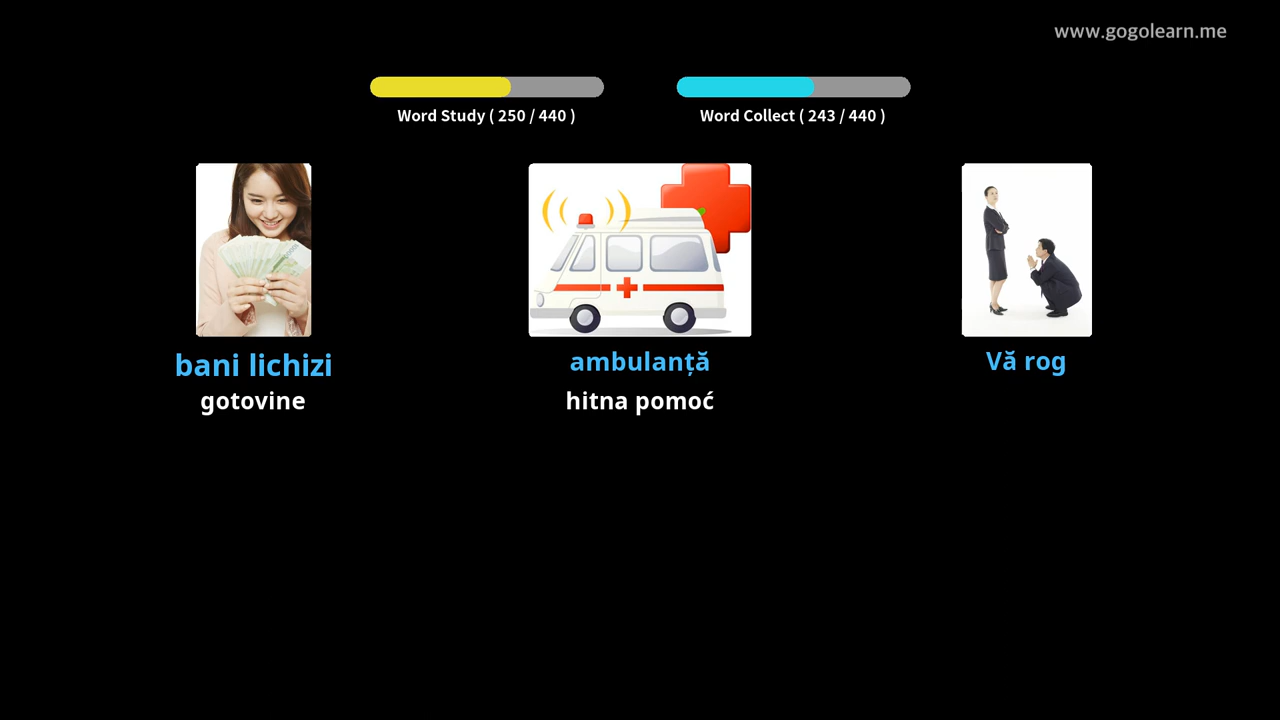 www.gogolearn.me
Word Study ( 250 / 440 )
Word Collect ( 243 / 440 )
bani lichizi
gotovine
ambulanță
hitna pomoć
Vă rog